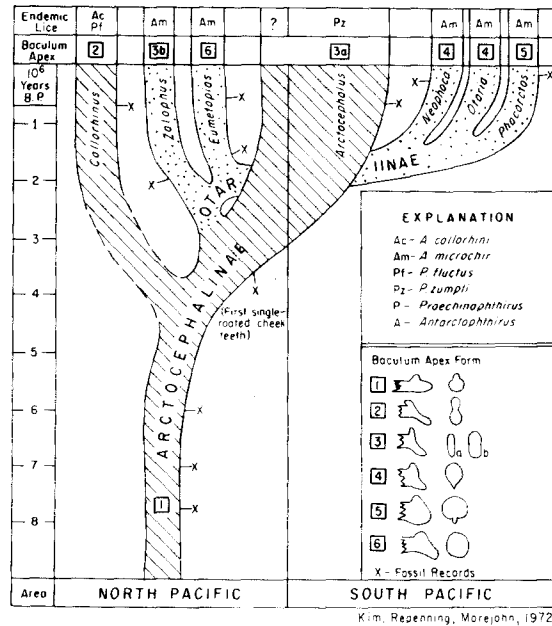 Endemic Lice Ac Pf Am Am ? Pz Am Am Am
Baculum Apex 2 3b 6 3a 4 4 5
10⁶ Years B.P.
Callorhinus
Zalophus
Eumetopias
Arctocephalus
Neophoca
Otaria
Phocarctos
1
2
3
4
5
6
7
8
OTAR
IINAE
ARCTOCEPHALINAE
(First single-
rooted cheek
teeth)
1
x x x x x x x x x x x
EXPLANATION
Ac- A callorhini
Am- A microchir
Pf- P. fluctus
Pz- P. zumpti
P - Proechinophthirus
A - Antarctophthirus
Baculum Apex Form
1
2
3 a b
4
5
6
X - Fossil Records
Area NORTH PACIFIC SOUTH PACIFIC
Kim, Repenning, Morejohn, 1972